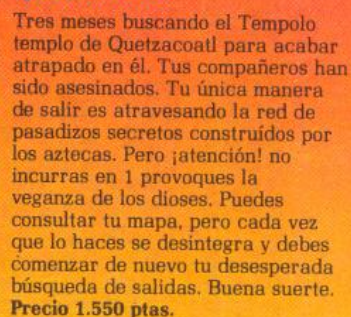 Tres meses buscando el Tempolo
templo de Quetzacoatl para acabar
atrapado en él. Tus compañeros han
sido asesinados. Tu única manera
de salir es atravesando la red de
pasadizos secretos construídos por
los aztecas. Pero ¡atención! no
incurras en 1 provoques la
veganza de los dioses. Puedes
consultar tu mapa, pero cada vez
que lo haces se desintegra y debes
comenzar de nuevo tu desesperada
búsqueda de salidas. Buena suerte.
Precio 1.550 ptas.